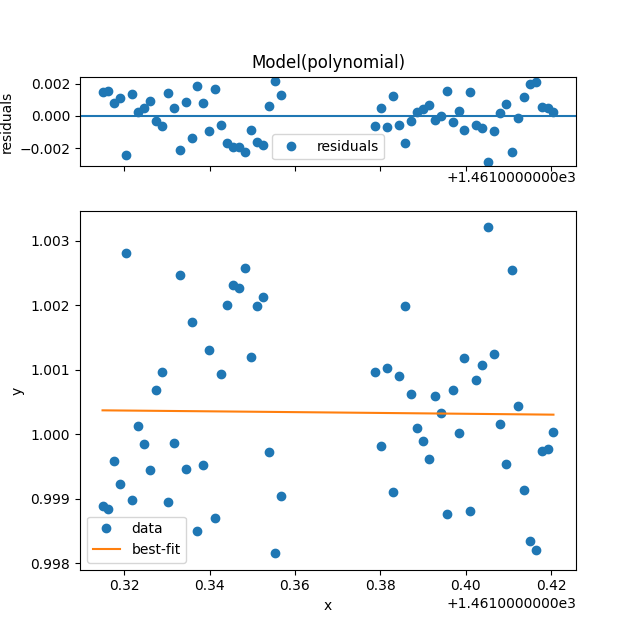 Model(polynomial)
0.002
0.000
−0.002
residuals
residuals
+1.4610000000e3
1.003
1.002
1.001
1.000
0.999
0.998
y
data
best-fit
0.32 0.34 0.36 0.38 0.40 0.42
x
+1.4610000000e3